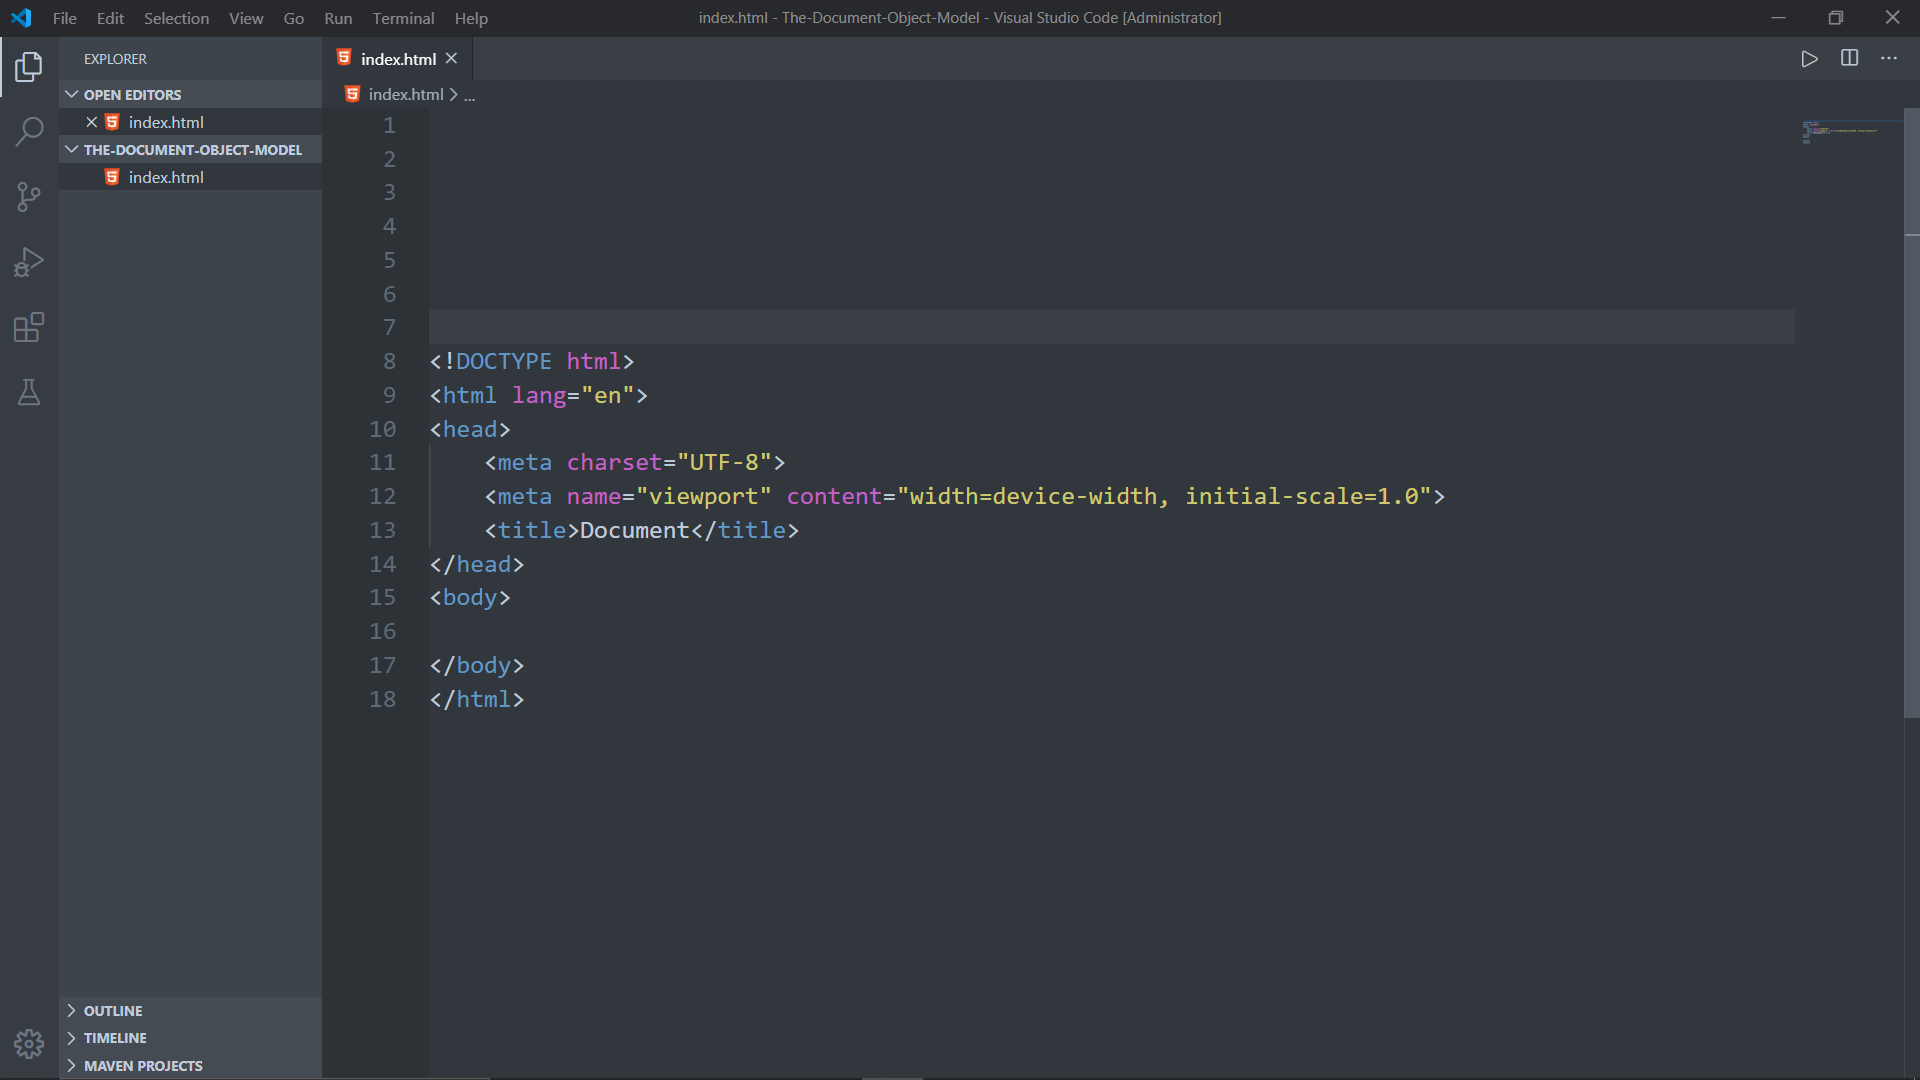 File Edit Selection View Go Run Terminal Help
index.html - The-Document-Object-Model - Visual Studio Code [Administrator]
EXPLORER
OPEN EDITORS
index.html
THE-DOCUMENT-OBJECT-MODEL
index.html
OUTLINE
TIMELINE
MAVEN PROJECTS
index.html
index.html > ...
1
2
3
4
5
6
7
8 <!DOCTYPE html>
9 <html lang="en">
10 <head>
11     <meta charset="UTF-8">
12     <meta name="viewport" content="width=device-width, initial-scale=1.0">
13     <title>Document</title>
14 </head>
15 <body>
16
17 </body>
18 </html>